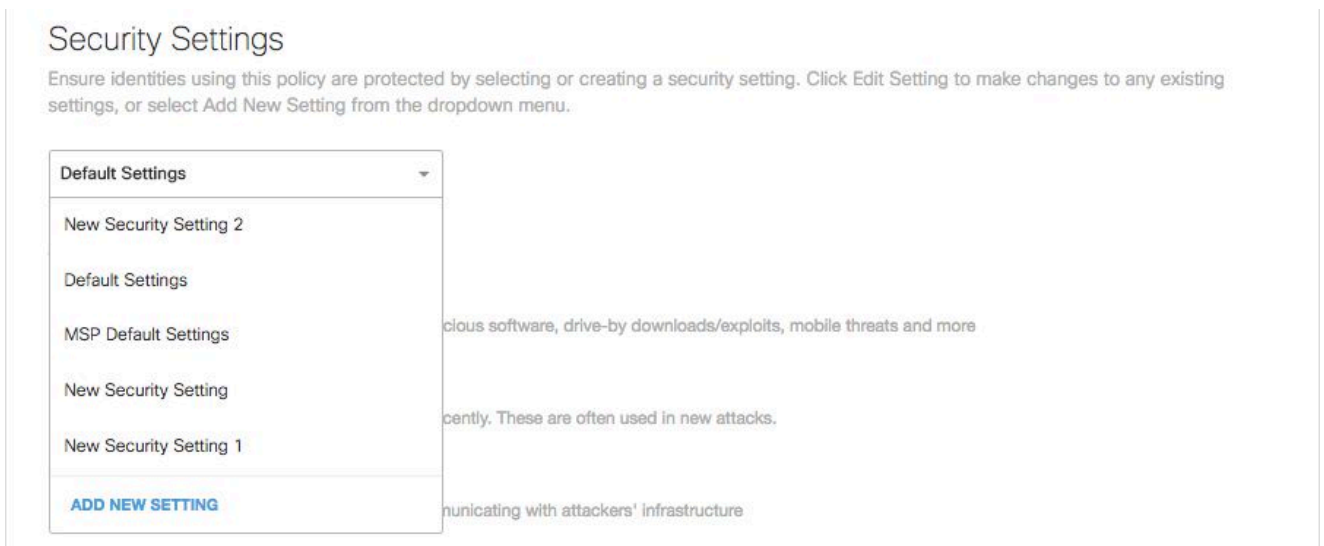 Security Settings
Ensure identities using this policy are protected by selecting or creating a security setting. Click Edit Setting to make changes to any existing
settings, or select Add New Setting from the dropdown menu.
Default Settings
New Security Setting 2
Default Settings
MSP Default Settings
cious software, drive-by downloads/exploits, mobile threats and more
New Security Setting
cently. These are often used in new attacks.
New Security Setting 1
ADD NEW SETTING
nunicating with attackers' infrastructure